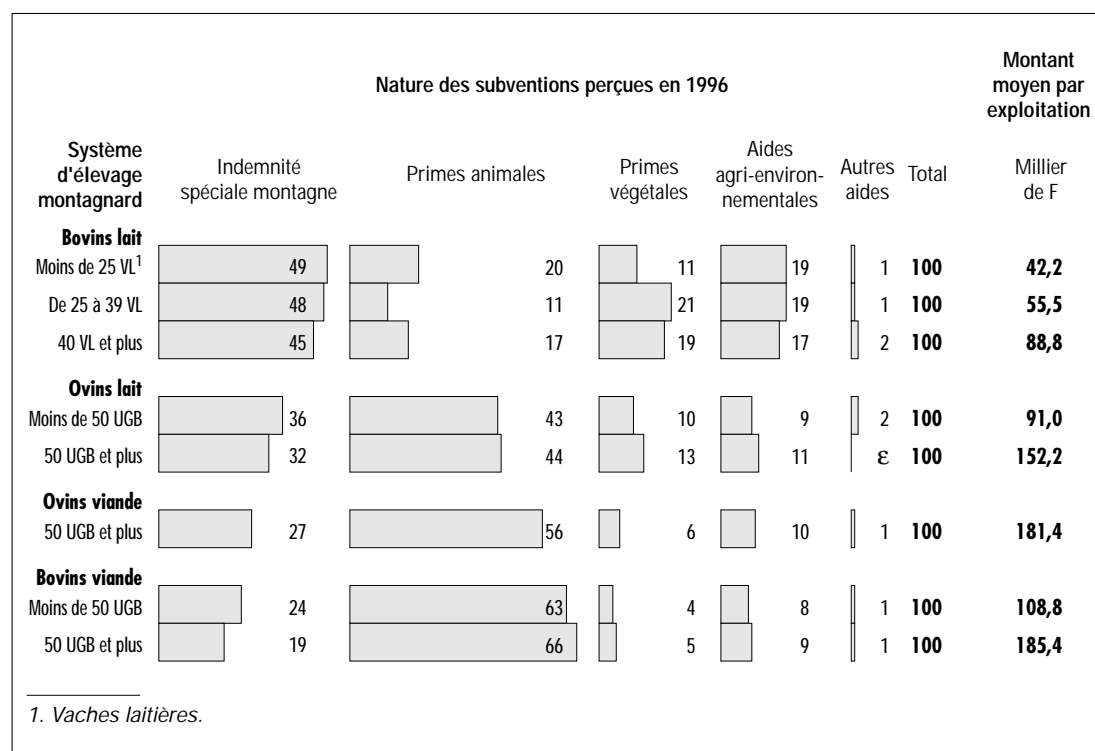 Nature des subventions perçues en 1996
Montant
moyen par
exploitation
Système
d'élevage
montagnard
Indemnité
spéciale montagne
Primes animales
Primes
végétales
Aides
agri-environ-
nementales
Autres
aides
Total
Millier
de F
Bovins lait
Moins de 25 VL¹ 49 20 11 19 1 100 42,2
De 25 à 39 VL 48 11 21 19 1 100 55,5
40 VL et plus 45 17 19 17 2 100 88,8
Ovins lait
Moins de 50 UGB 36 43 10 9 2 100 91,0
50 UGB et plus 32 44 13 11 ε 100 152,2
Ovins viande
50 UGB et plus 27 56 6 10 1 100 181,4
Bovins viande
Moins de 50 UGB 24 63 4 8 1 100 108,8
50 UGB et plus 19 66 5 9 1 100 185,4
1. Vaches laitières.